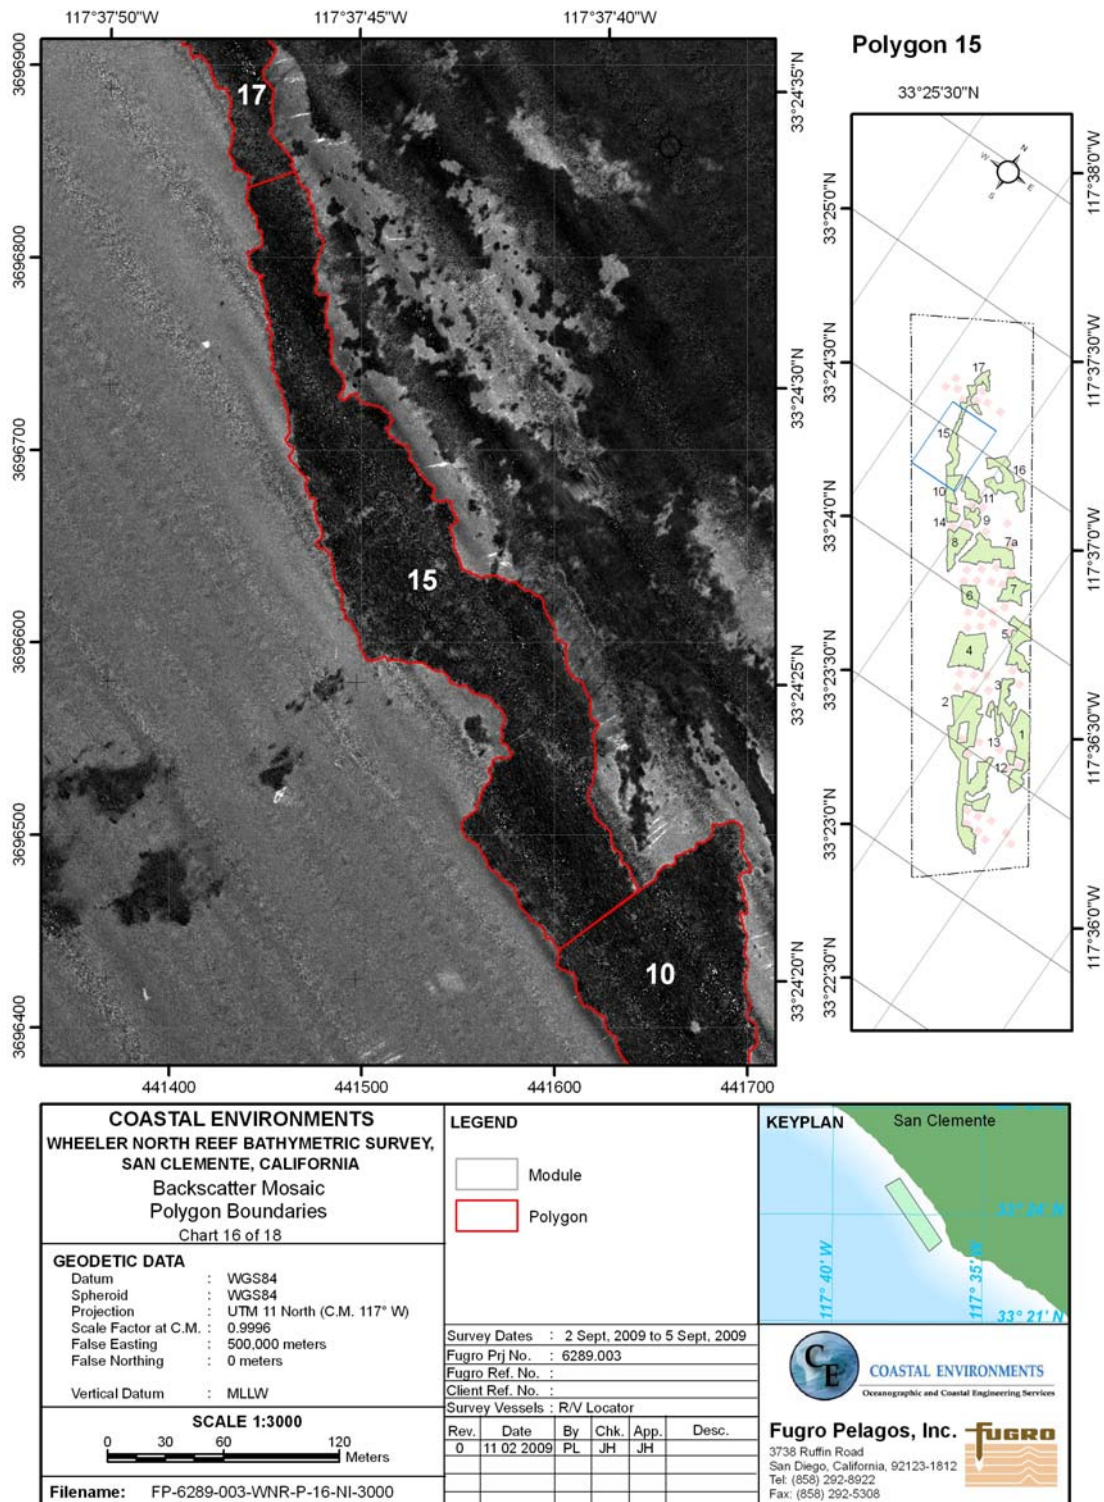 117°37'50"W
117°37'45"W
117°37'40"W
Polygon 15
3696900
3696800
3696700
3696600
3696500
3696400
17
15
10
33°24'35"N
33°24'30"N
33°24'25"N
33°24'20"N
441400
441500
441600
441700
33°25'30"N
33°25'0"N
33°24'30"N
33°24'0"N
33°23'30"N
33°23'0"N
33°22'30"N
N
W
E
S
17
15
16
10
11
14
9
8
7a
6
7
5
4
3
2
1
13
12
117°38'0"W
117°37'30"W
117°37'0"W
117°36'30"W
117°36'0"W
COASTAL ENVIRONMENTS
WHEELER NORTH REEF BATHYMETRIC SURVEY,
SAN CLEMENTE, CALIFORNIA
Backscatter Mosaic
Polygon Boundaries
Chart 16 of 18
GEODETIC DATA
Datum : WGS84
Spheroid : WGS84
Projection : UTM 11 North (C.M. 117° W)
Scale Factor at C.M. : 0.9996
False Easting : 500,000 meters
False Northing : 0 meters
Vertical Datum : MLLW
SCALE 1:3000
0 30 60 120
Meters
Filename: FP-6289-003-WNR-P-16-NI-3000
LEGEND
Module
Polygon
Survey Dates : 2 Sept, 2009 to 5 Sept, 2009
Fugro Prj No. : 6289.003
Fugro Ref. No. :
Client Ref. No. :
Survey Vessels : R/V Locator
Rev. Date By Chk. App. Desc.
0 11 02 2009 PL JH JH
KEYPLAN
San Clemente
33° 24' N
117° 40' W
117° 35' W
33° 21' N
CE
COASTAL ENVIRONMENTS
Oceanographic and Coastal Engineering Services
Fugro Pelagos, Inc.
3738 Ruffin Road
San Diego, California, 92123-1812
Tel: (858) 292-8922
Fax: (858) 292-5308
FUGRO